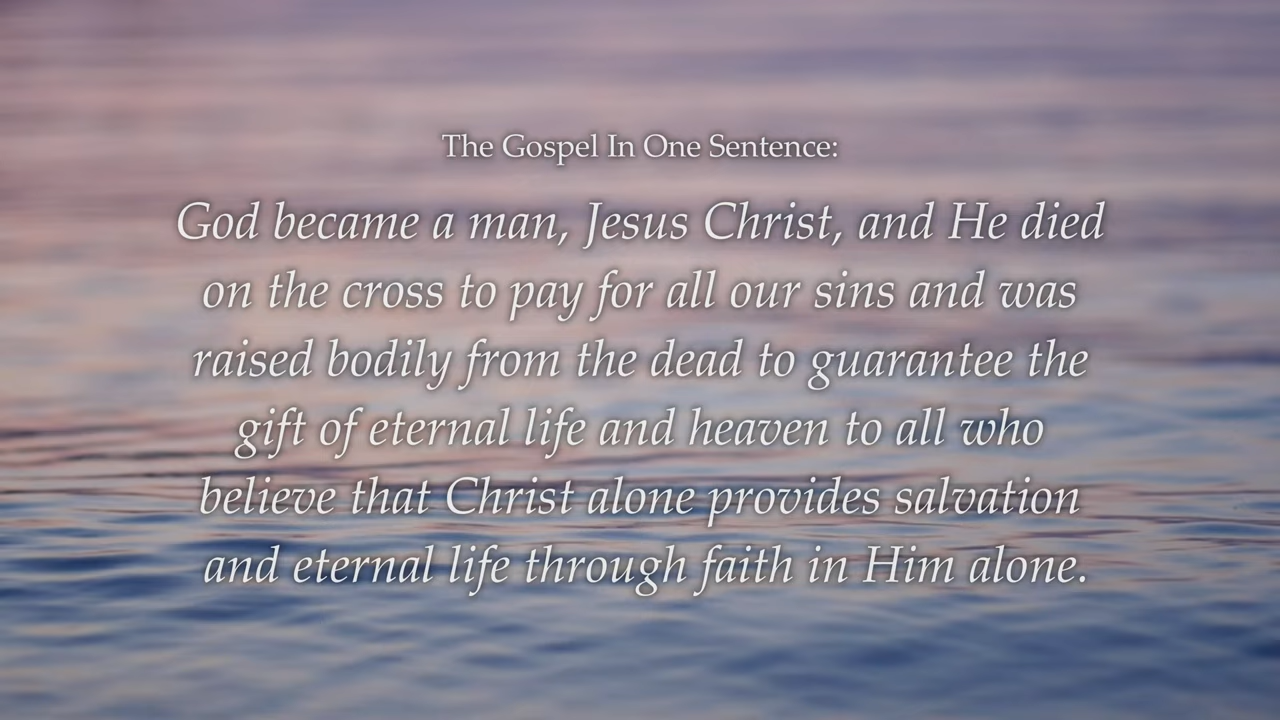 The Gospel In One Sentence:
God became a man, Jesus Christ, and He died
on the cross to pay for all our sins and was
raised bodily from the dead to guarantee the
gift of eternal life and heaven to all who
believe that Christ alone provides salvation
and eternal life through faith in Him alone.